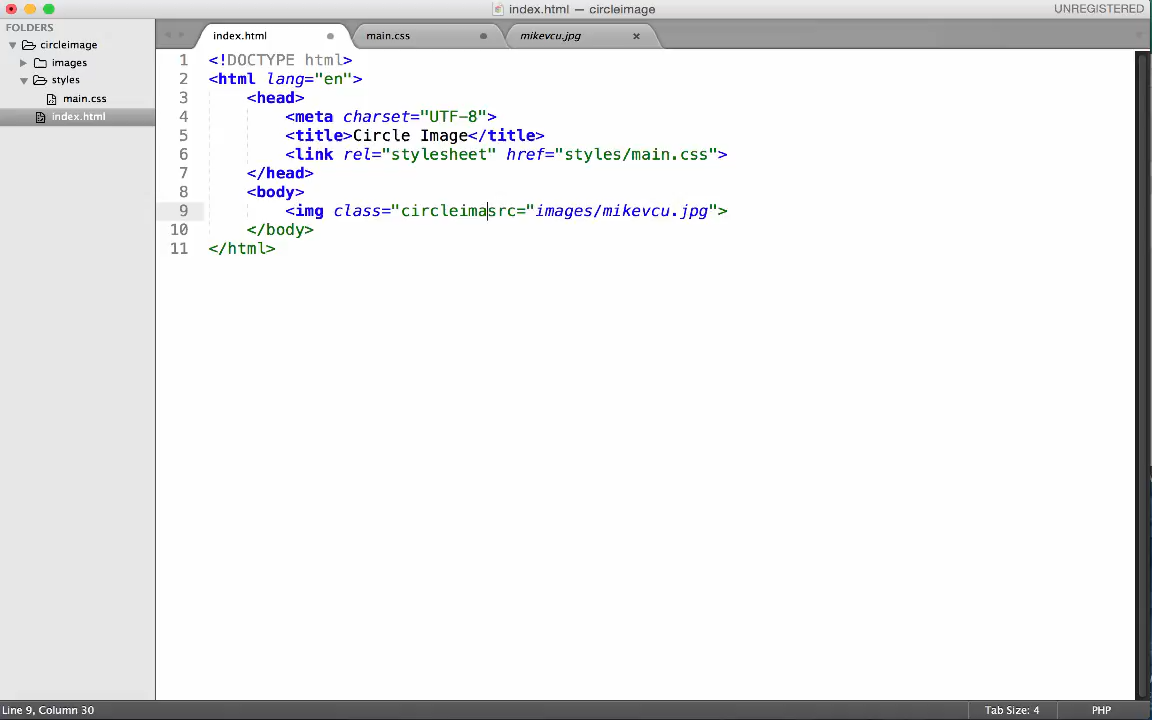 index.html — circleimage
UNREGISTERED
FOLDERS
circleimage
images
styles
main.css
index.html
index.html
main.css
mikevcu.jpg
1 <!DOCTYPE html>
2 <html lang="en">
3 <head>
4 <meta charset="UTF-8">
5 <title>Circle Image</title>
6 <link rel="stylesheet" href="styles/main.css">
7 </head>
8 <body>
9 <img class="circleimasrc="images/mikevcu.jpg">
10 </body>
11 </html>
Line 9, Column 30
Tab Size: 4
PHP